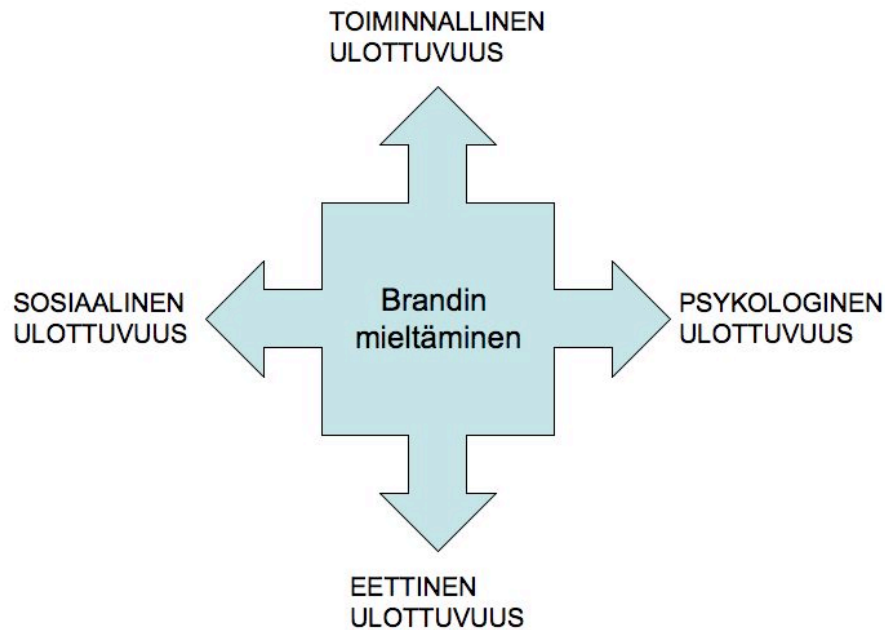 TOIMINNALLINEN
ULOTTUVUUS
SOSIAALINEN
ULOTTUVUUS
Brandin
mieltäminen
PSYKOLOGINEN
ULOTTUVUUS
EETTINEN
ULOTTUVUUS